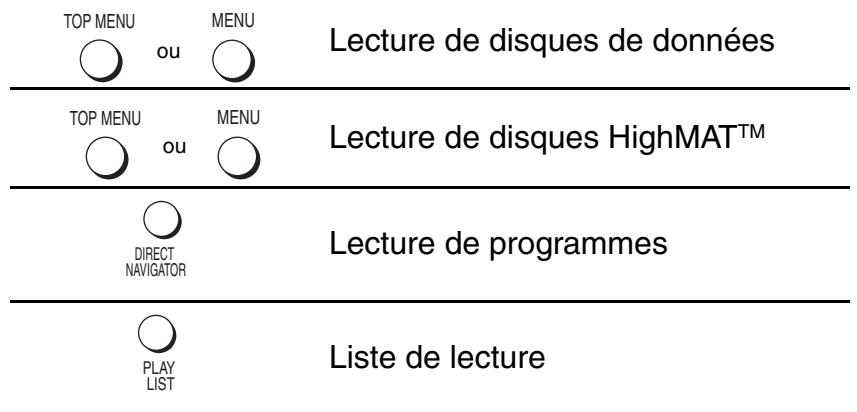 TOP MENU ou MENU Lecture de disques de données
TOP MENU ou MENU Lecture de disques HighMAT™
DIRECT
NAVIGATOR
Lecture de programmes
PLAY
LIST
Liste de lecture